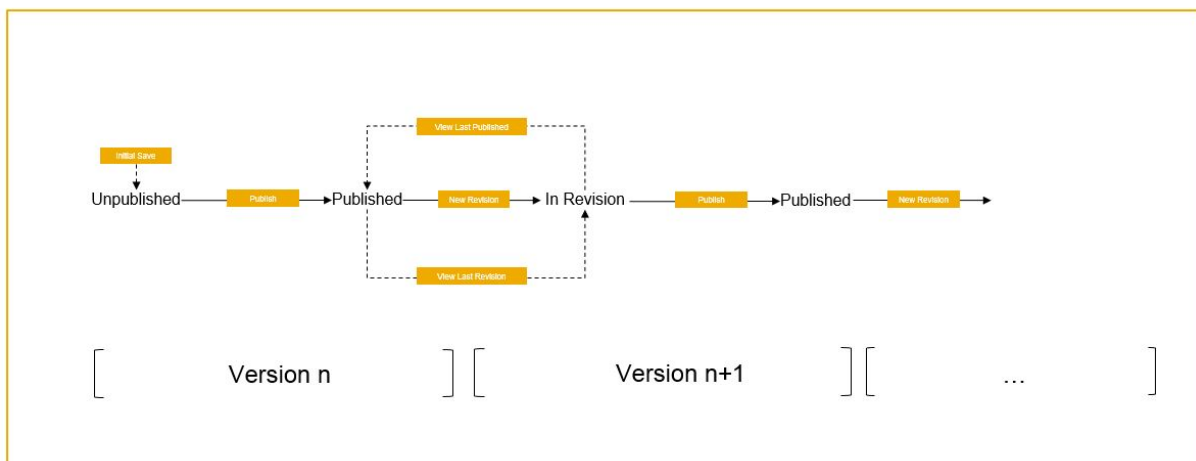 View Last Published
Initial Save
Unpublished
Publish
Published
New Revision
In Revision
Publish
Published
New Revision
View Last Revision
Version n
Version n+1
...